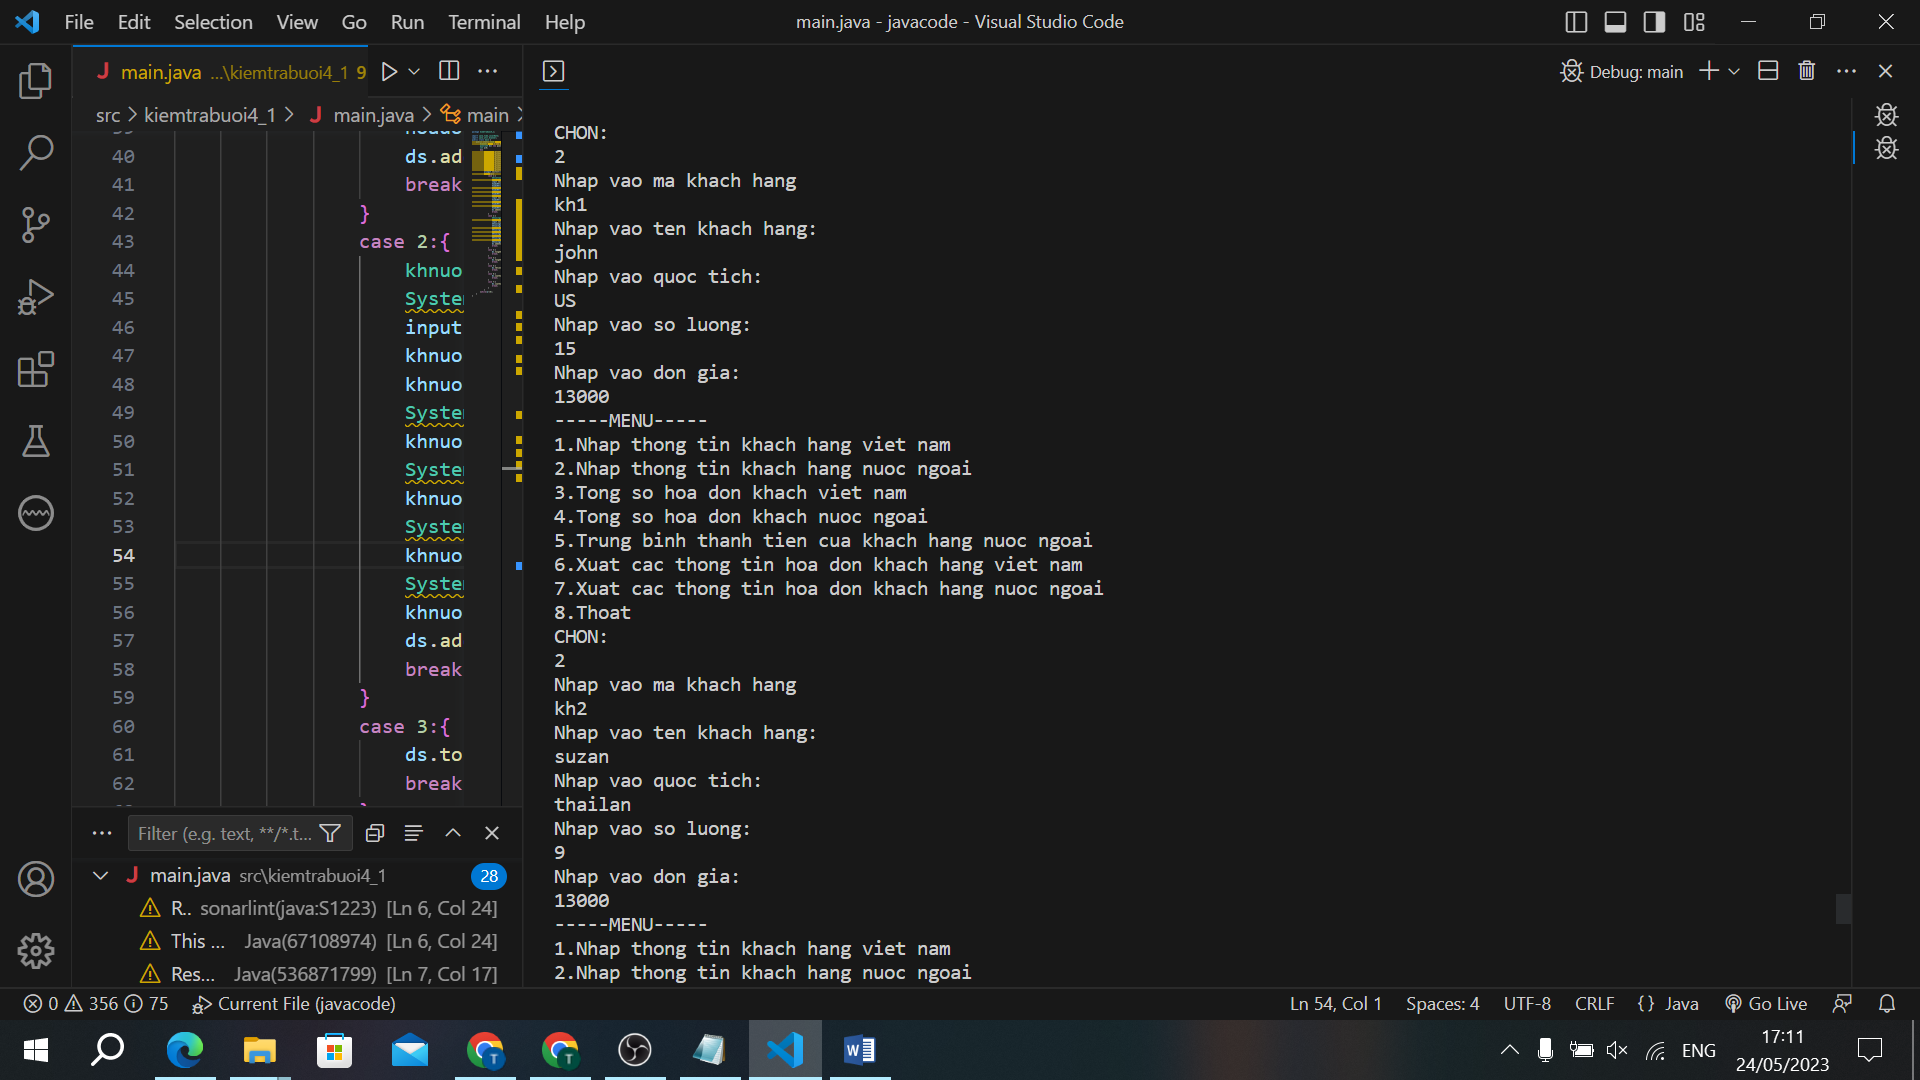 File Edit Selection View Go Run Terminal Help main.java - javacode - Visual Studio Code
main.java ...\kiemtrabuoi4_1 9
Debug: main
src > kiemtrabuoi4_1 > main.java > main >
40 ds.ad
41 break
42 }
43 case 2:{
44 khnuo
45 System
46 input
47 khnuo
48 khnuo
49 System
50 khnuo
51 System
52 khnuo
53 System
54 khnuo
55 System
56 khnuo
57 ds.ad
58 break
59 }
60 case 3:{
61 ds.to
62 break
Filter (e.g. text, **/*.t...
main.java src\kiemtrabuoi4_1 28
R.. sonarlint(java:S1223) [Ln 6, Col 24]
This ... Java(67108974) [Ln 6, Col 24]
Res... Java(536871799) [Ln 7, Col 17]
CHON:
2
Nhap vao ma khach hang
kh1
Nhap vao ten khach hang:
john
Nhap vao quoc tich:
US
Nhap vao so luong:
15
Nhap vao don gia:
13000
-----MENU-----
1.Nhap thong tin khach hang viet nam
2.Nhap thong tin khach hang nuoc ngoai
3.Tong so hoa don khach viet nam
4.Tong so hoa don khach nuoc ngoai
5.Trung binh thanh tien cua khach hang nuoc ngoai
6.Xuat cac thong tin hoa don khach hang viet nam
7.Xuat cac thong tin hoa don khach hang nuoc ngoai
8.Thoat
CHON:
2
Nhap vao ma khach hang
kh2
Nhap vao ten khach hang:
suzan
Nhap vao quoc tich:
thailan
Nhap vao so luong:
9
Nhap vao don gia:
13000
-----MENU-----
1.Nhap thong tin khach hang viet nam
2.Nhap thong tin khach hang nuoc ngoai
0 356 75 Current File (javacode) Ln 54, Col 1 Spaces: 4 UTF-8 CRLF {} Java Go Live
ENG
17:11
24/05/2023